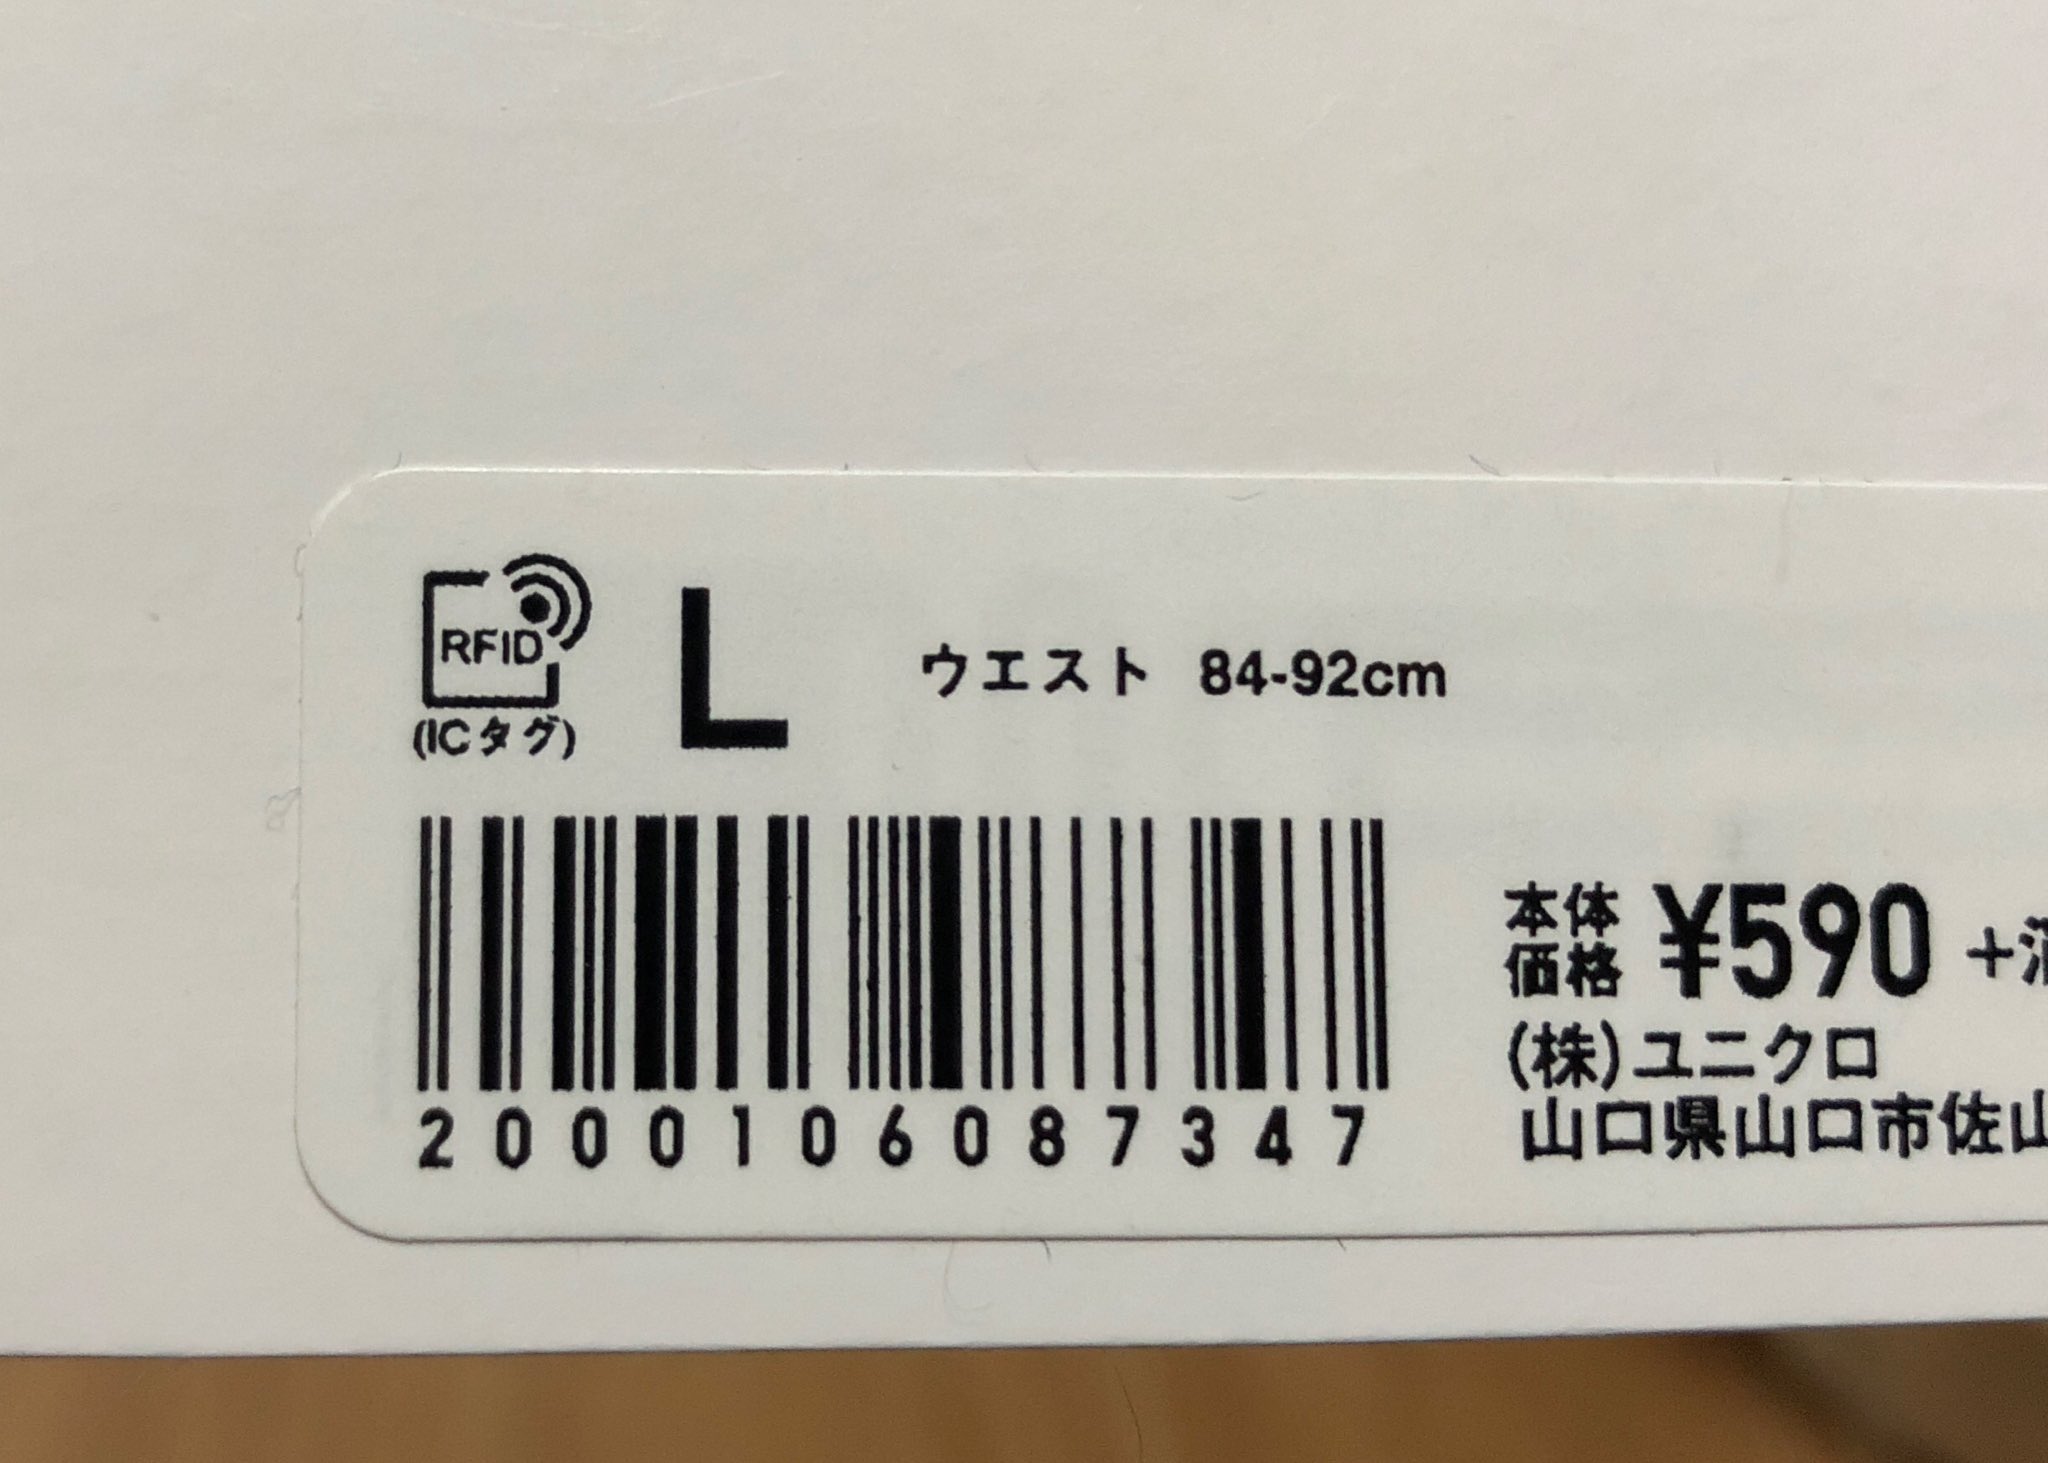 RFID
(ICタグ)
L
ウエスト 84-92cm
2000106087347
本体
価格 ¥590 +
(株)ユニクロ
山口県山口市佐山